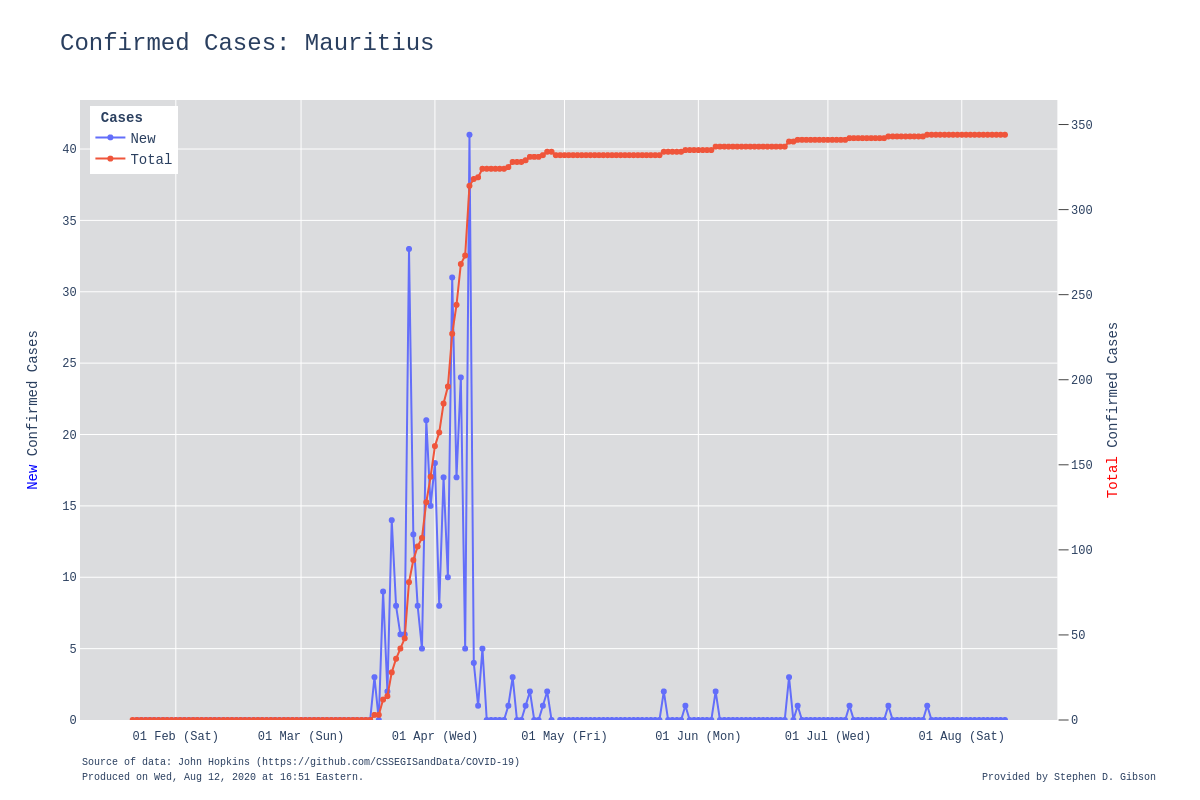 Confirmed Cases: Mauritius
Cases
New
Total
40
35
30
25
20
15
10
5
0
350
300
250
200
150
100
50
0
New Confirmed Cases
Total Confirmed Cases
01 Feb (Sat)
01 Mar (Sun)
01 Apr (Wed)
01 May (Fri)
01 Jun (Mon)
01 Jul (Wed)
01 Aug (Sat)
Source of data: John Hopkins (https://github.com/CSSEGISandData/COVID-19)
Produced on Wed, Aug 12, 2020 at 16:51 Eastern.
Provided by Stephen D. Gibson